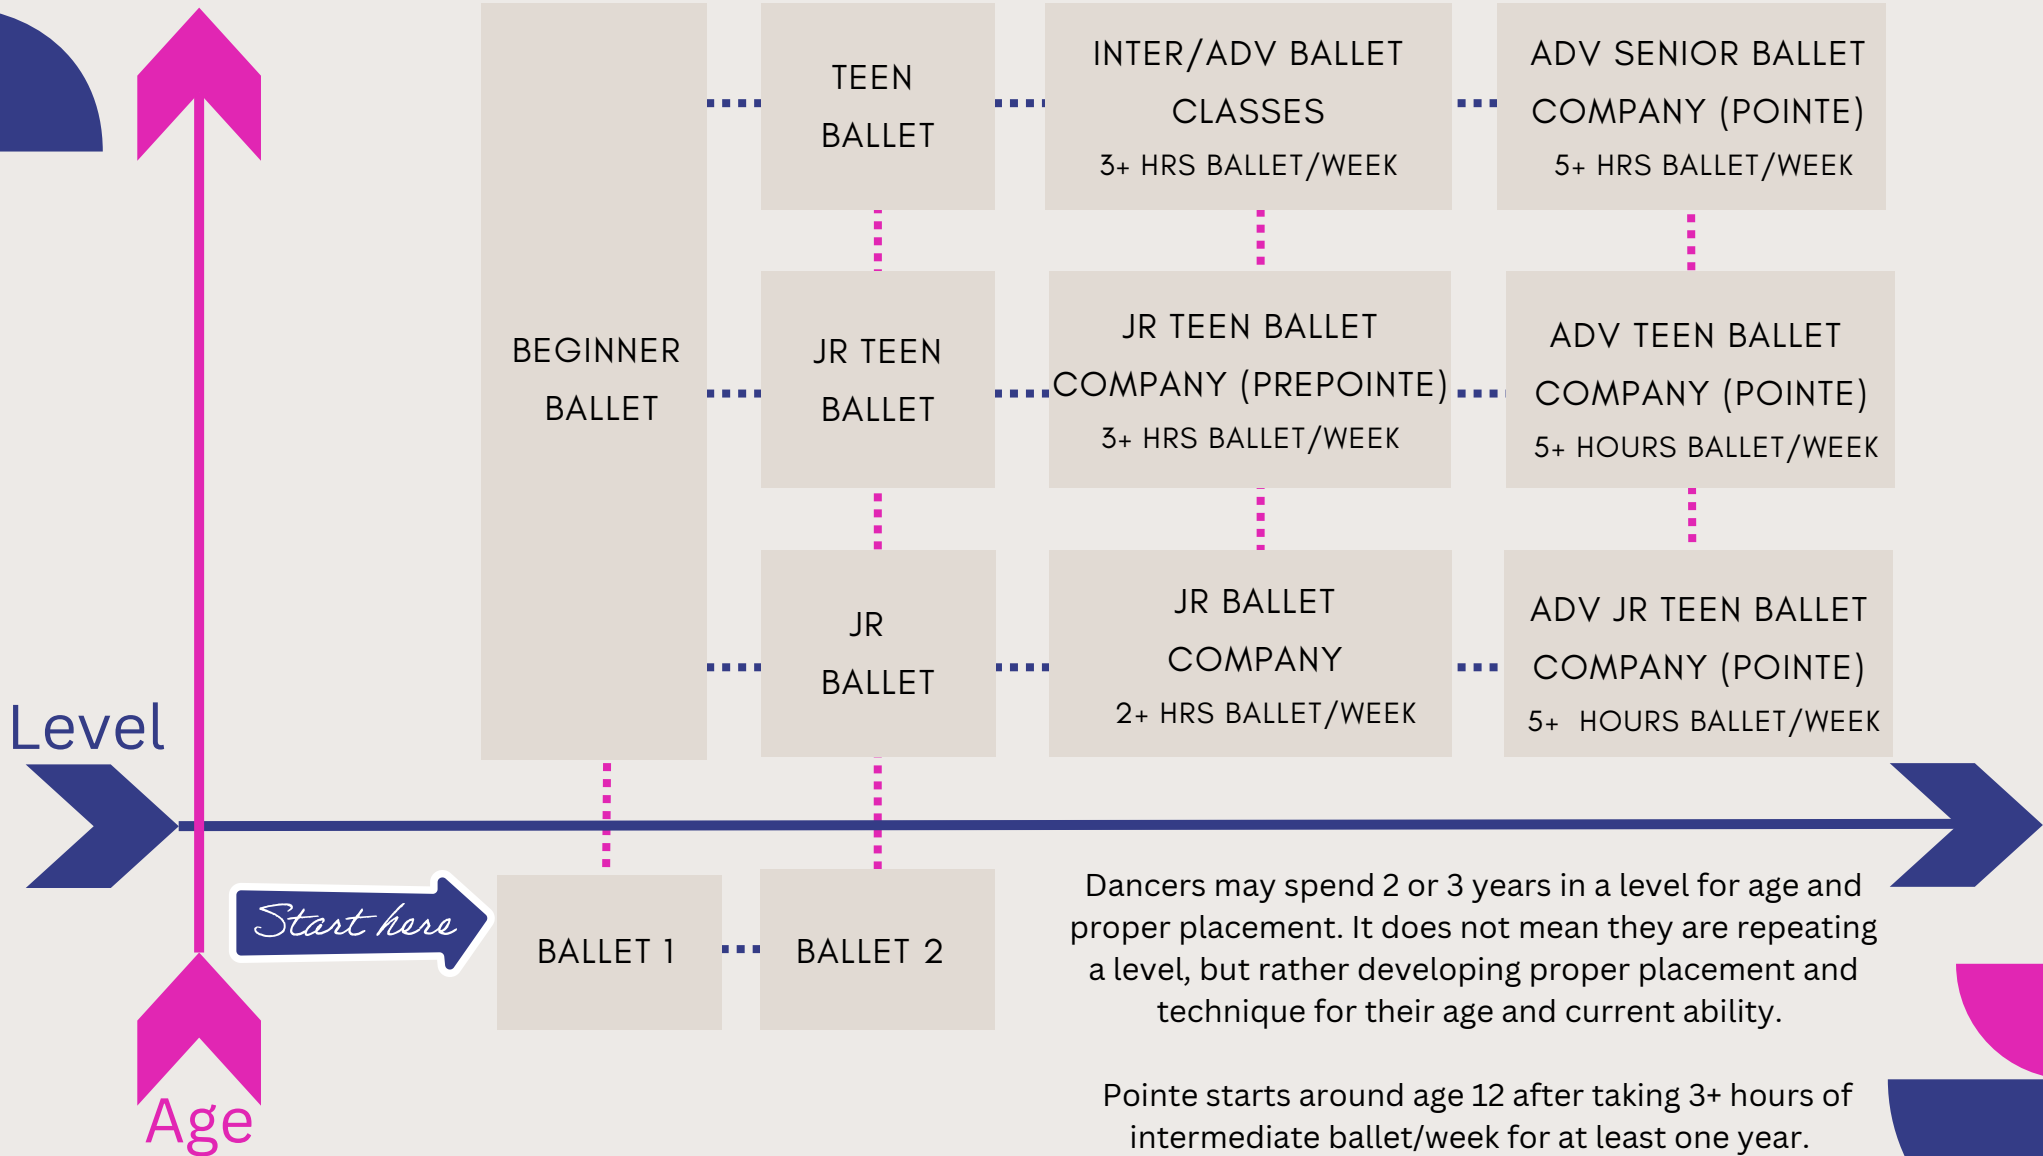 TEEN
BALLET
INTER/ADV BALLET
CLASSES
3+ HRS BALLET/WEEK
ADV SENIOR BALLET
COMPANY (POINTE)
5+ HRS BALLET/WEEK
BEGINNER
BALLET
JR TEEN
BALLET
JR TEEN BALLET
COMPANY (PREPOINTE)
3+ HRS BALLET/WEEK
ADV TEEN BALLET
COMPANY (POINTE)
5+ HOURS BALLET/WEEK
JR
BALLET
JR BALLET
COMPANY
2+ HRS BALLET/WEEK
ADV JR TEEN BALLET
COMPANY (POINTE)
5+ HOURS BALLET/WEEK
Level
Start here
BALLET 1
BALLET 2
Dancers may spend 2 or 3 years in a level for age and
proper placement. It does not mean they are repeating
a level, but rather developing proper placement and
technique for their age and current ability.
Pointe starts around age 12 after taking 3+ hours of
intermediate ballet/week for at least one year.
Age